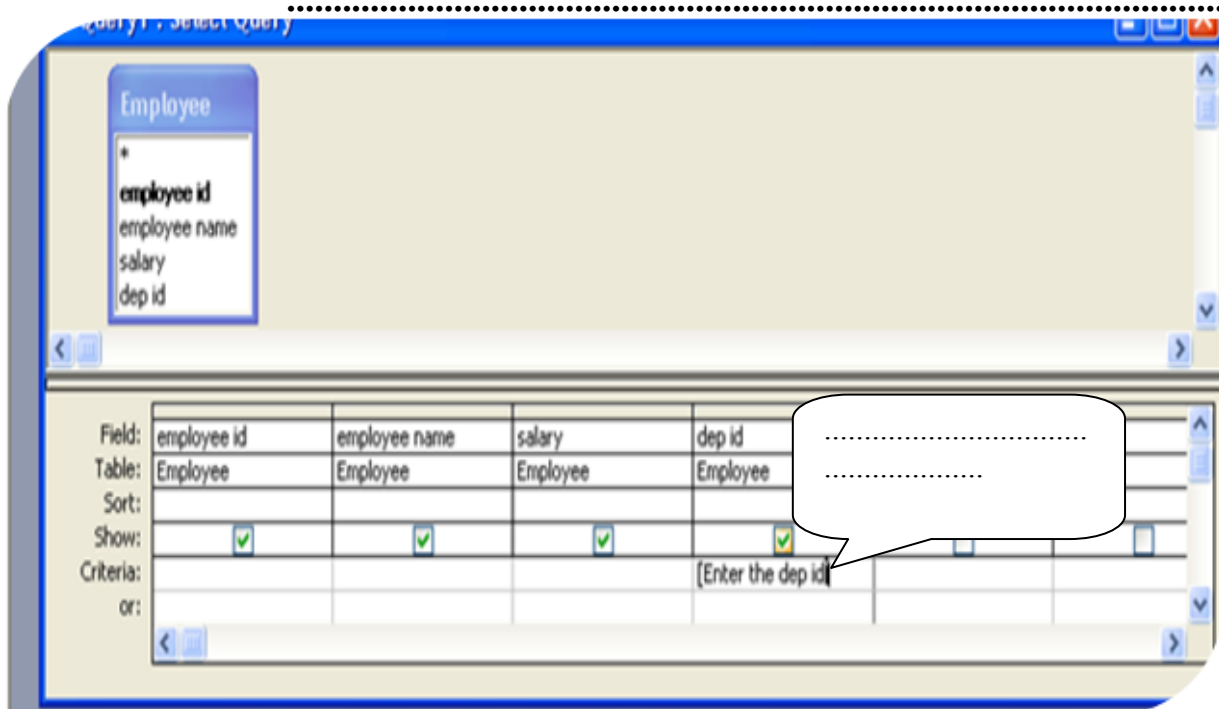 Query1 : Select Query
Employee
*
employee id
employee name
salary
dep id
Field: employee id employee name salary dep id
Table: Employee Employee Employee Employee
Sort:
Show:
Criteria: [Enter the dep id]
or: